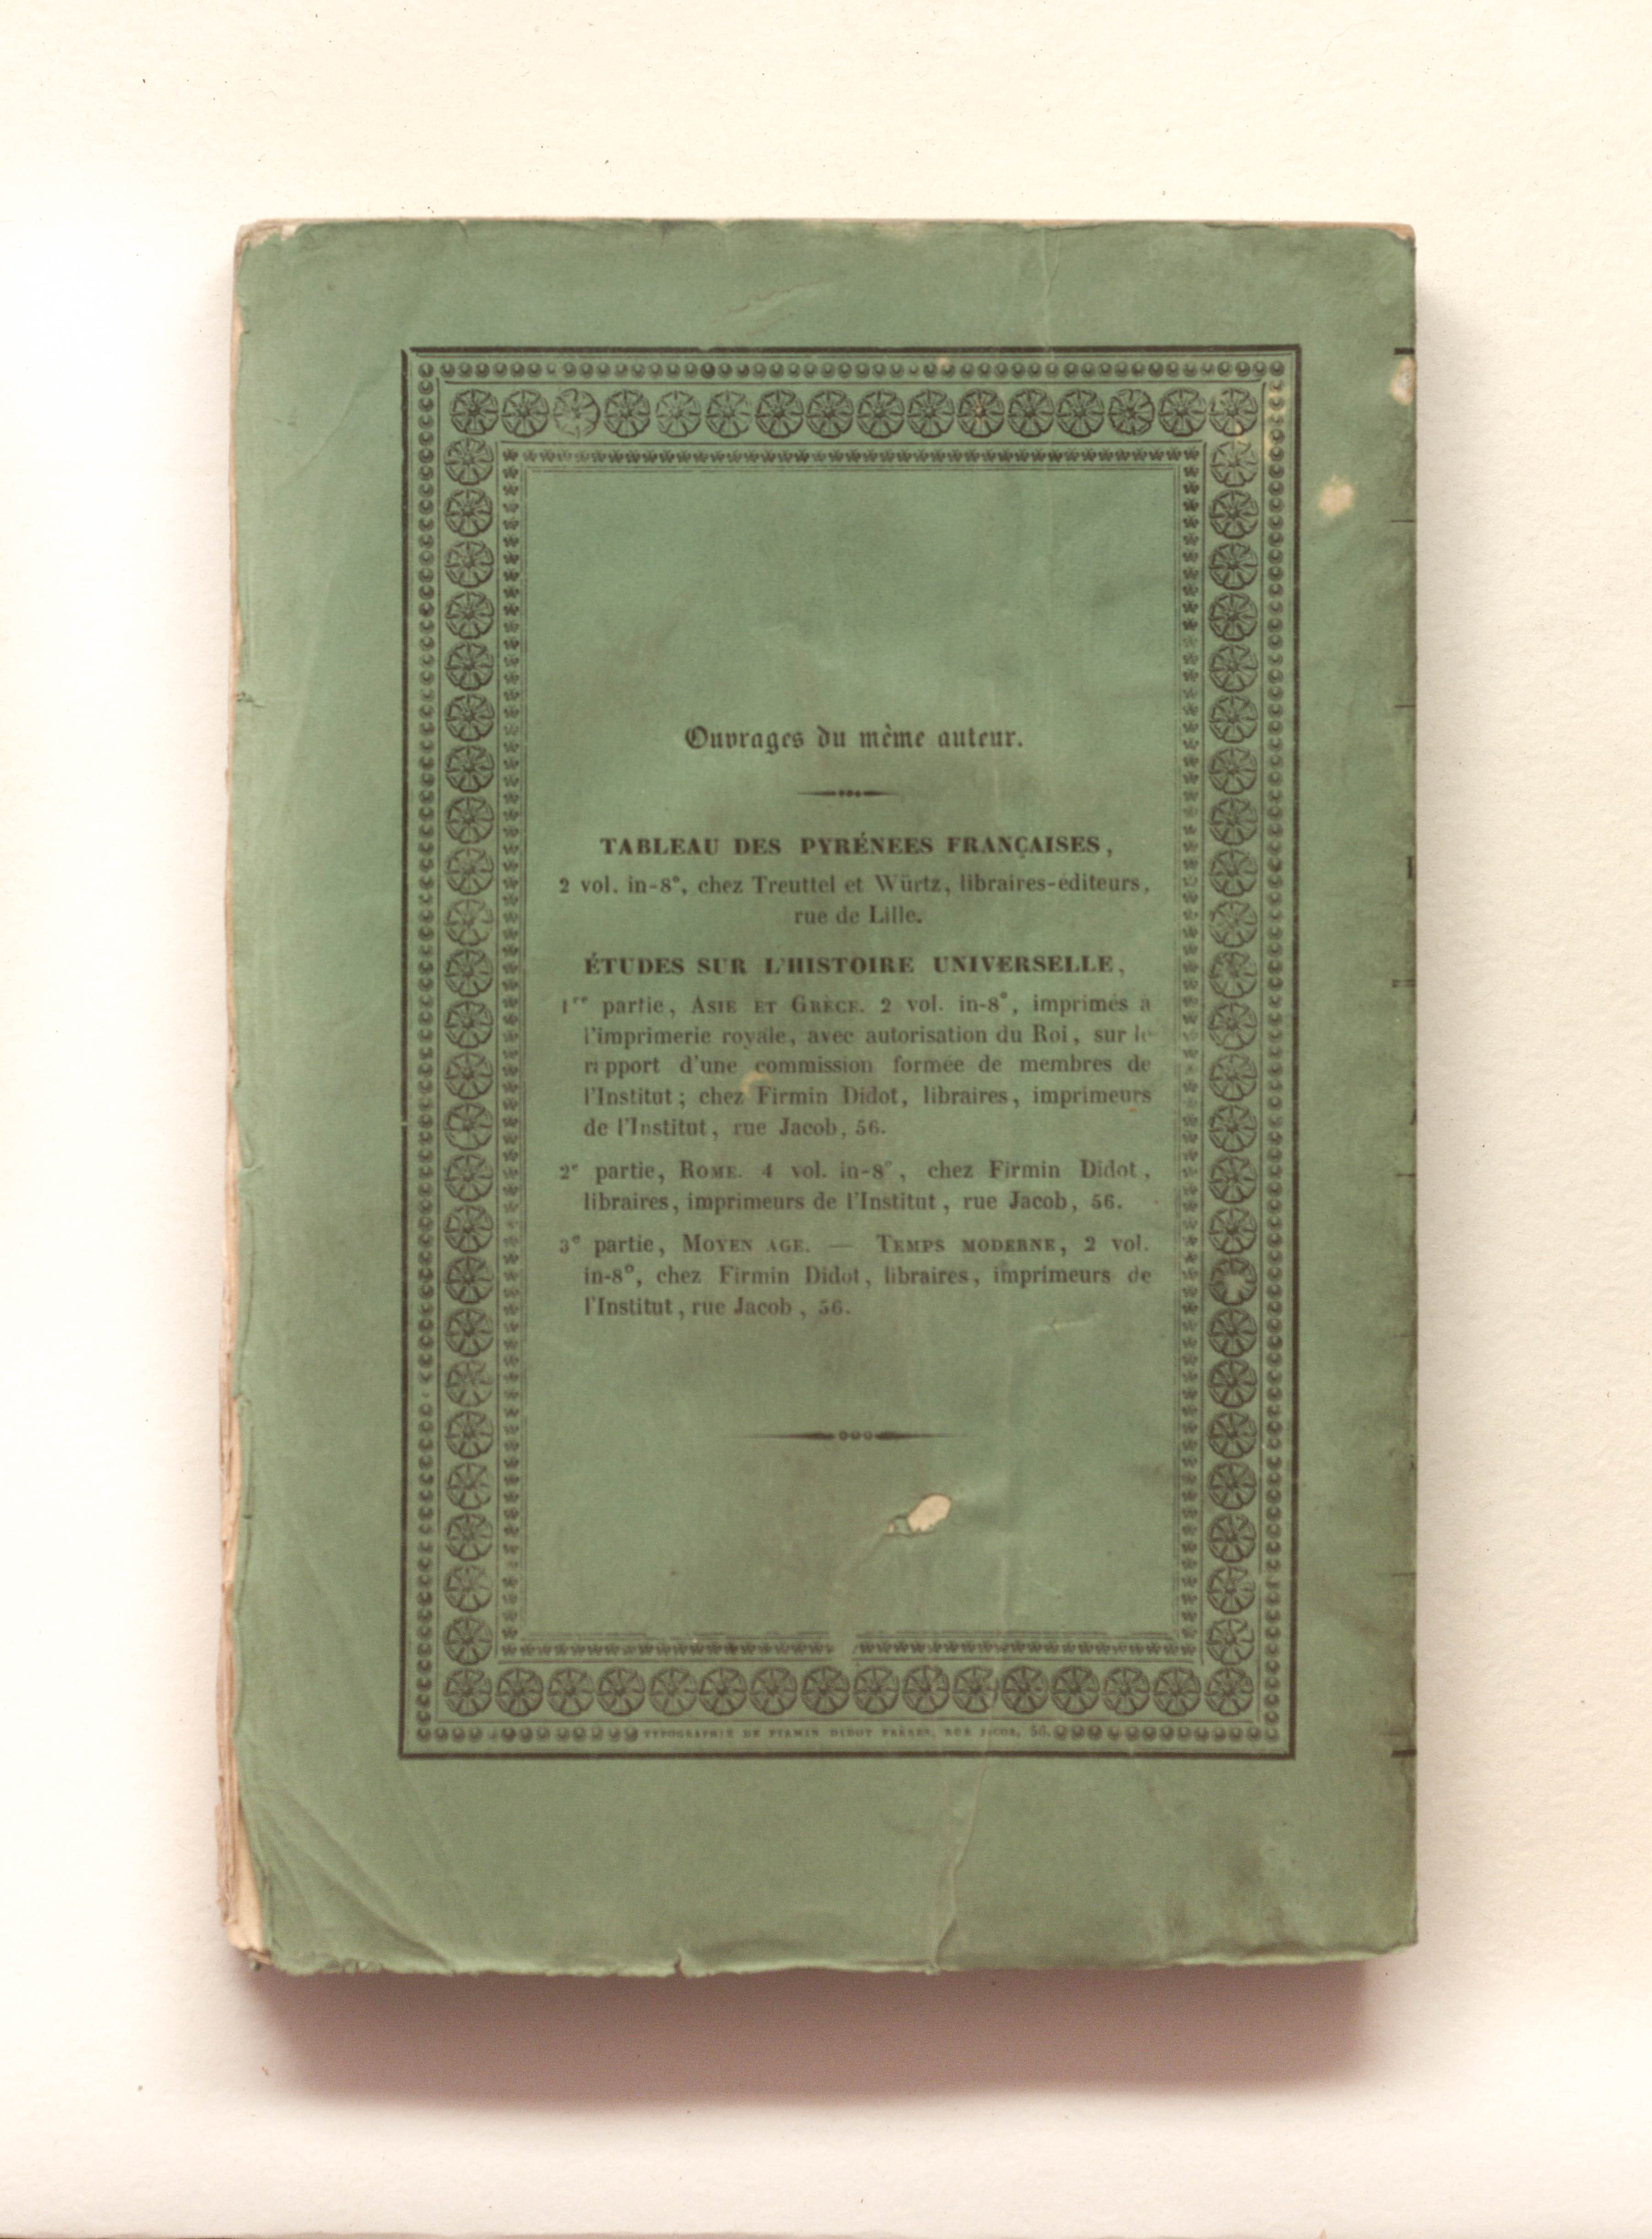 Ouvrages du même auteur.
TABLEAU DES PYRÉNEES FRANÇAISES,
2 vol. in-8°, chez Treuttel et Würtz, libraires-éditeurs,
rue de Lille.
ÉTUDES SUR L'HISTOIRE UNIVERSELLE,
1re partie, ASIE ET GRÈCE. 2 vol. in-8°, imprimés à
l'imprimerie royale, avec autorisation du Roi, sur le
rapport d'une commission formée de membres de
l'Institut; chez Firmin Didot, libraires, imprimeurs
de l'Institut, rue Jacob, 56.
2e partie, ROME. 4 vol. in-8°, chez Firmin Didot,
libraires, imprimeurs de l'Institut, rue Jacob, 56.
3e partie, MOYEN AGE. — TEMPS MODERNE, 2 vol.
in-8°, chez Firmin Didot, libraires, imprimeurs de
l'Institut, rue Jacob, 56.
TYPOGRAPHIE DE FIRMIN DIDOT FRÈRES, RUE JACOB, 56.